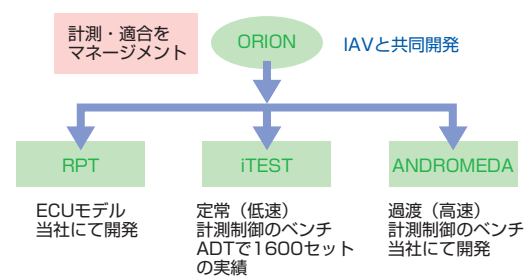 計測・適合を
マネージメント
ORION
IAVと共同開発
RPT
iTEST
ANDROMEDA
ECUモデル
当社にて開発
定常（低速）
計測制御のベンチ
ADTで1600セット
の実績
過渡（高速）
計測制御のベンチ
当社にて開発